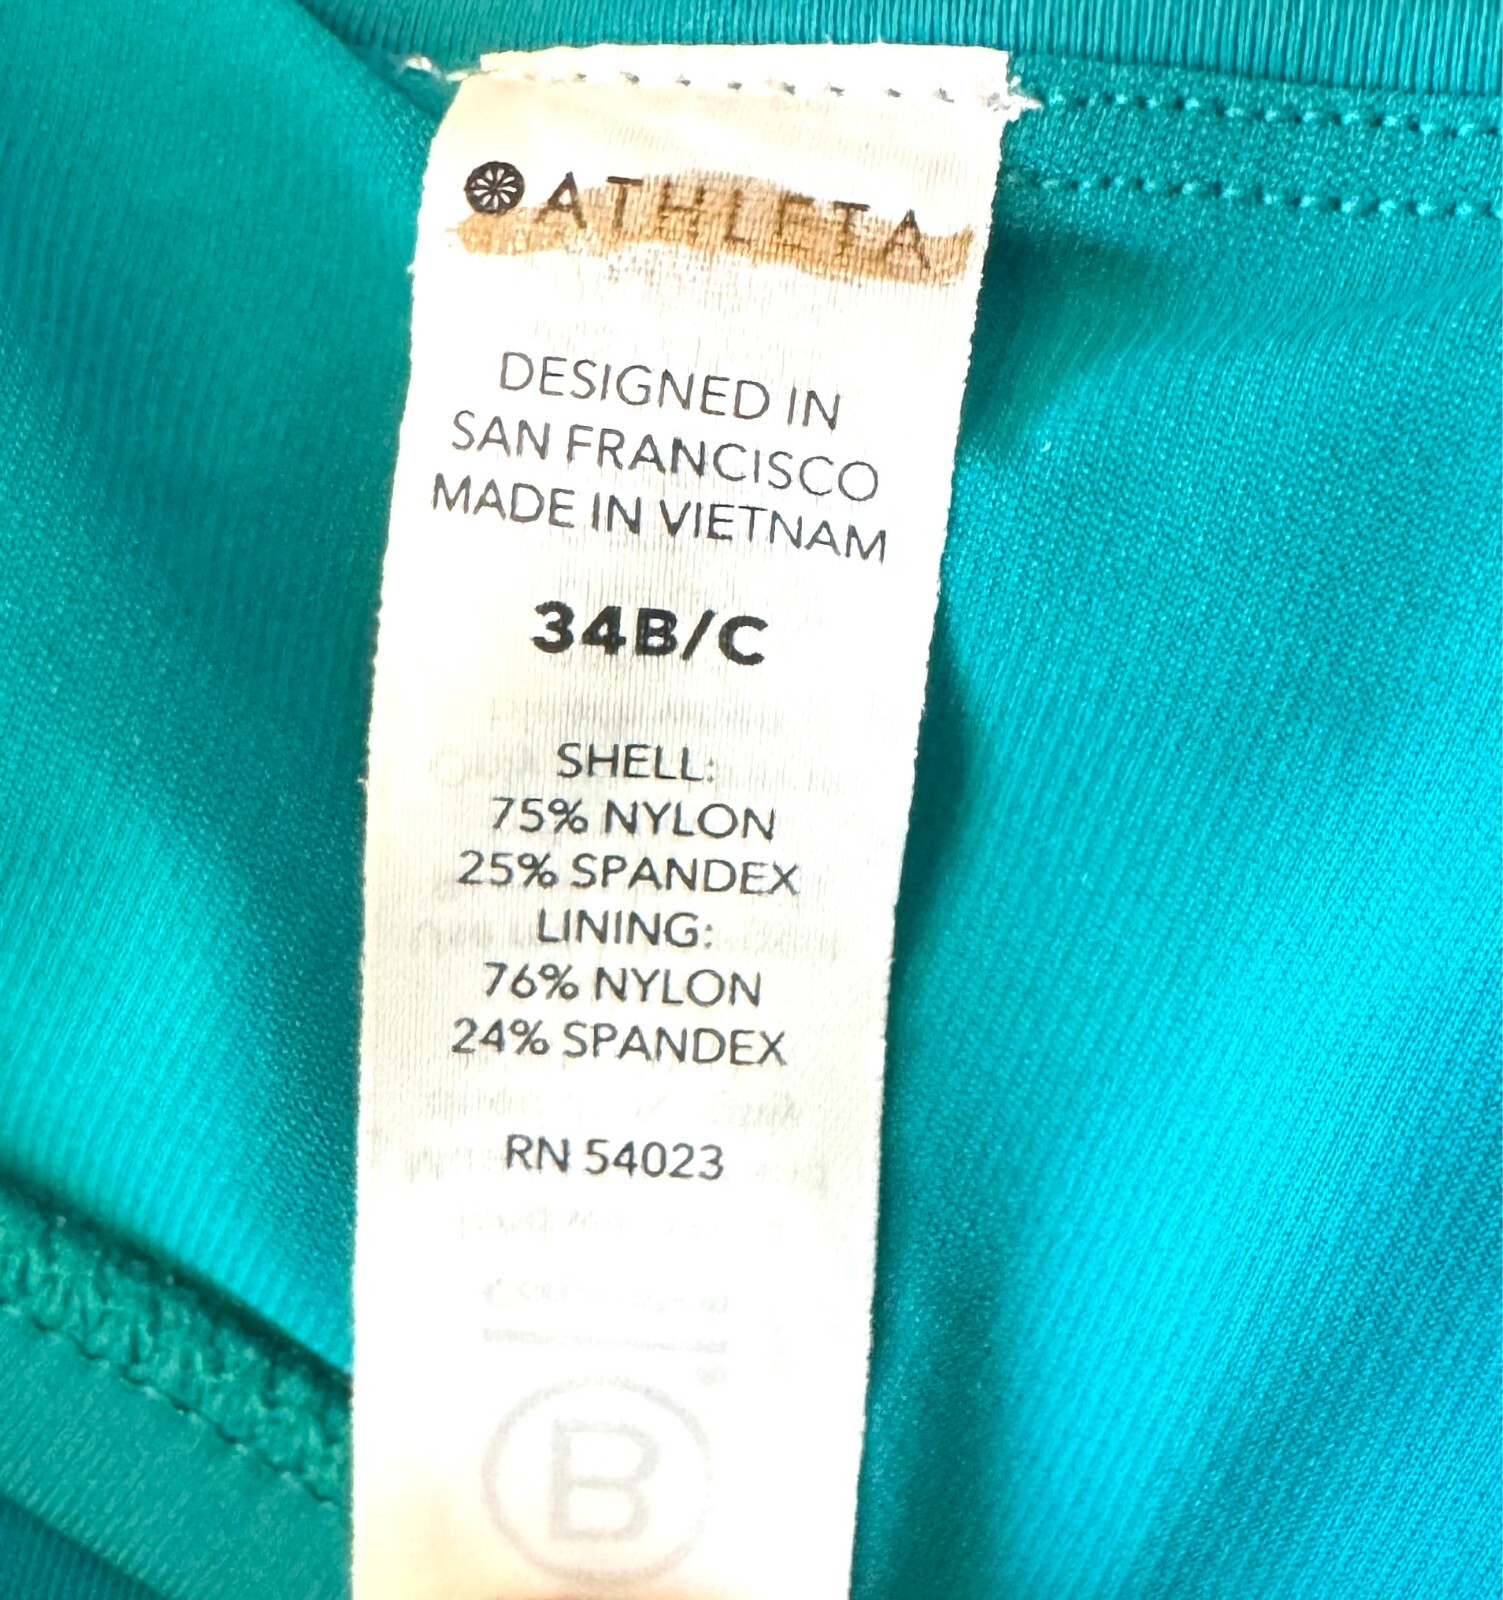 ATHLETA
DESIGNED IN
SAN FRANCISCO
MADE IN VIETNAM
34B/C
SHELL:
75% NYLON
25% SPANDEX
LINING:
76% NYLON
24% SPANDEX
RN 54023
B